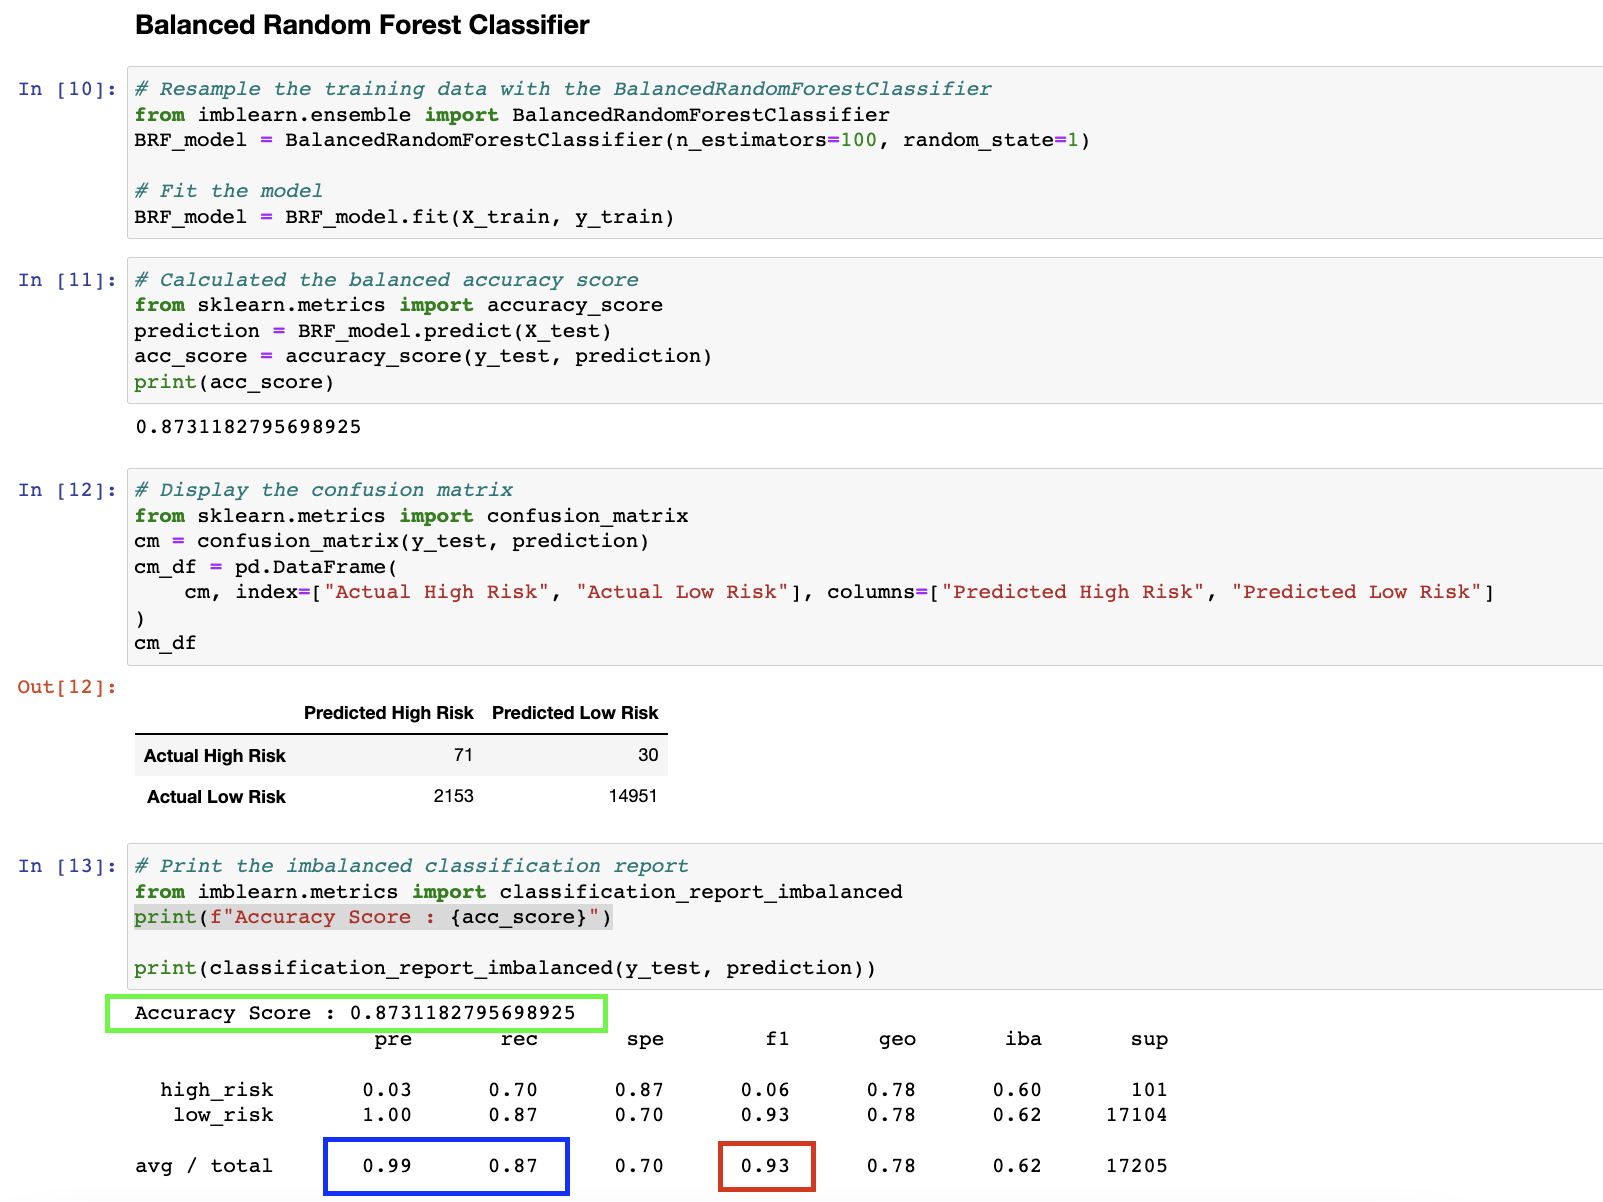 Balanced Random Forest Classifier
In [10]: # Resample the training data with the BalancedRandomForestClassifier
from imblearn.ensemble import BalancedRandomForestClassifier
BRF_model = BalancedRandomForestClassifier(n_estimators=100, random_state=1)
# Fit the model
BRF_model = BRF_model.fit(X_train, y_train)
In [11]: # Calculated the balanced accuracy score
from sklearn.metrics import accuracy_score
prediction = BRF_model.predict(X_test)
acc_score = accuracy_score(y_test, prediction)
print(acc_score)
0.8731182795698925
In [12]: # Display the confusion matrix
from sklearn.metrics import confusion_matrix
cm = confusion_matrix(y_test, prediction)
cm_df = pd.DataFrame(
    cm, index=["Actual High Risk", "Actual Low Risk"], columns=["Predicted High Risk", "Predicted Low Risk"]
)
cm_df
Out[12]:
Predicted High Risk Predicted Low Risk
Actual High Risk 71 30
Actual Low Risk 2153 14951
In [13]: # Print the imbalanced classification report
from imblearn.metrics import classification_report_imbalanced
print(f"Accuracy Score : {acc_score}")
print(classification_report_imbalanced(y_test, prediction))
Accuracy Score : 0.8731182795698925
pre rec spe f1 geo iba sup
high_risk 0.03 0.70 0.87 0.06 0.78 0.60 101
low_risk 1.00 0.87 0.70 0.93 0.78 0.62 17104
avg / total 0.99 0.87 0.70 0.93 0.78 0.62 17205